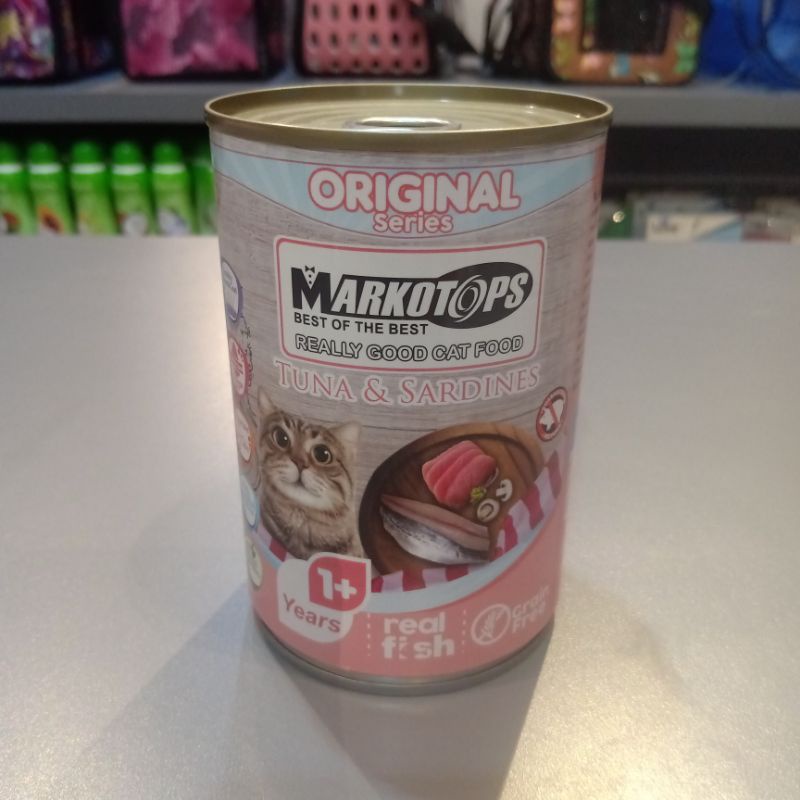 ORIGINAL
Series
MARKOTOPS
BEST OF THE BEST
REALLY GOOD CAT FOOD
TUNA & SARDINES
1+
Years
real
fish
Grain
Free